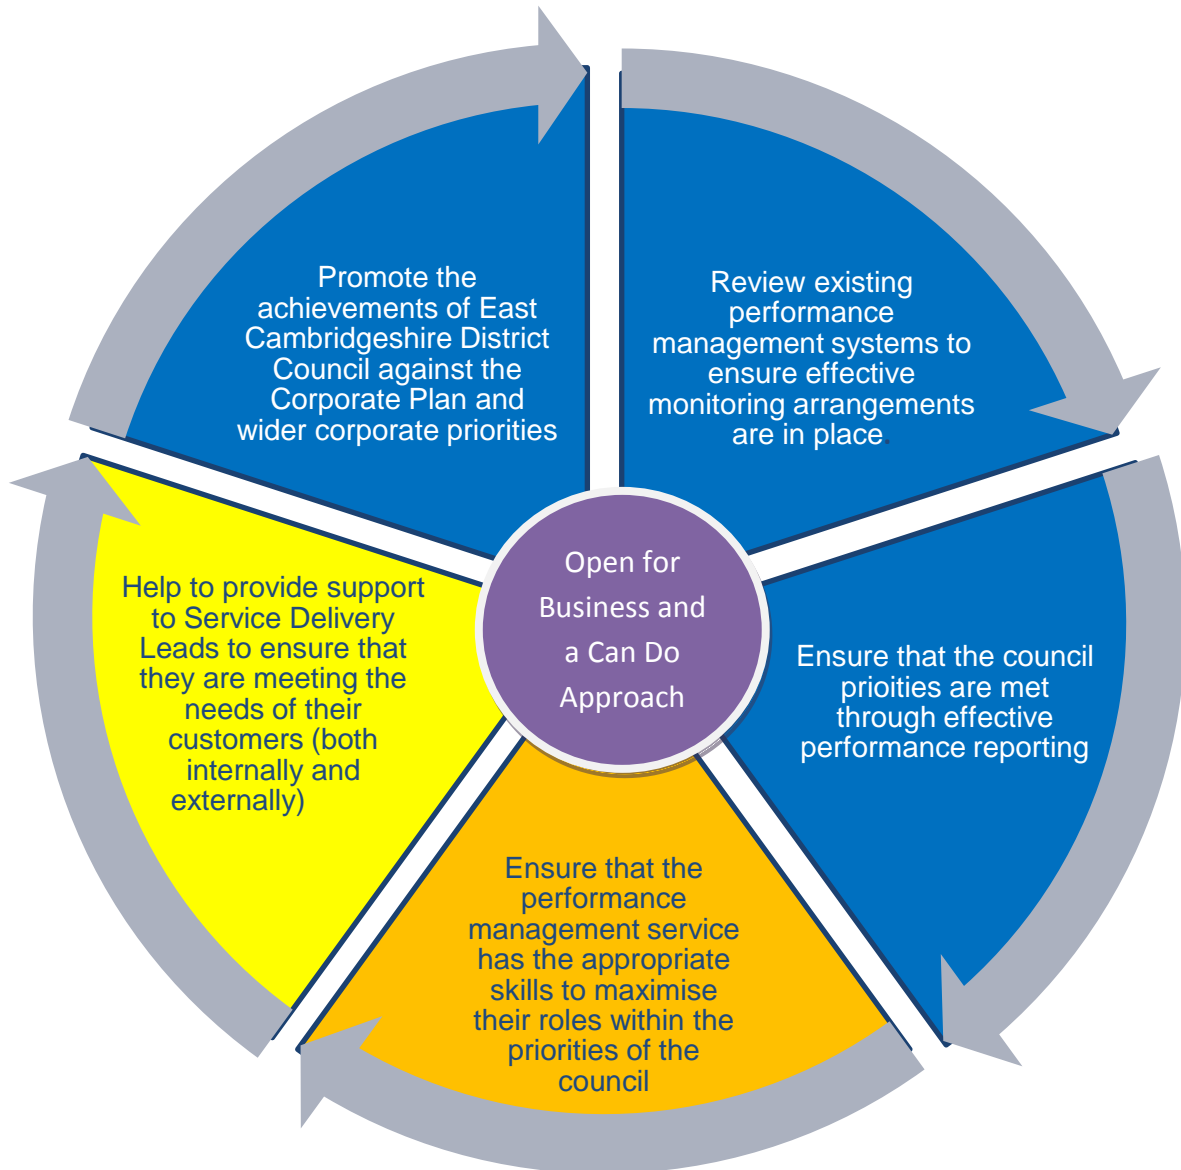 Promote the
achievements of East
Cambridgeshire District
Council against the
Corporate Plan and
wider corporate priorities
Review existing
performance
management systems to
ensure effective
monitoring arrangements
are in place.
Open for
Business and
a Can Do
Approach
Help to provide support
to Service Delivery
Leads to ensure that
they are meeting the
needs of their
customers (both
internally and
externally)
Ensure that the council
prioities are met
through effective
performance reporting
Ensure that the
performance
management service
has the appropriate
skills to maximise
their roles within the
priorities of the
council